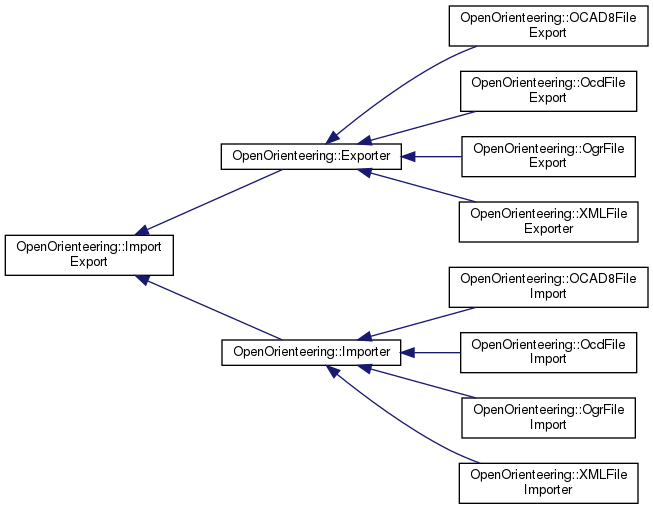 OpenOrienteering::OCAD8File
Export
OpenOrienteering::OcdFile
Export
OpenOrienteering::Exporter
OpenOrienteering::OgrFile
Export
OpenOrienteering::XMLFile
Exporter
OpenOrienteering::Import
Export
OpenOrienteering::OCAD8File
Import
OpenOrienteering::Importer
OpenOrienteering::OcdFile
Import
OpenOrienteering::OgrFile
Import
OpenOrienteering::XMLFile
Importer